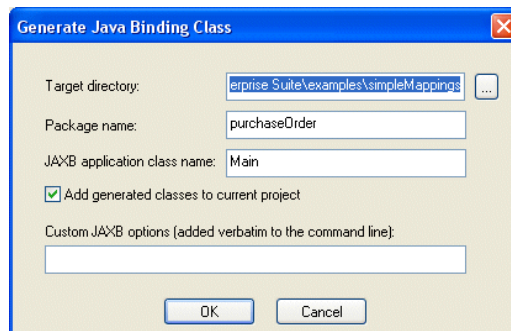 Generate Java Binding Class
Target directory: erprise Suite\examples\simpleMappings ...
Package name: purchaseOrder
JAXB application class name: Main
Add generated classes to current project
Custom JAXB options (added verbatim to the command line):
OK Cancel